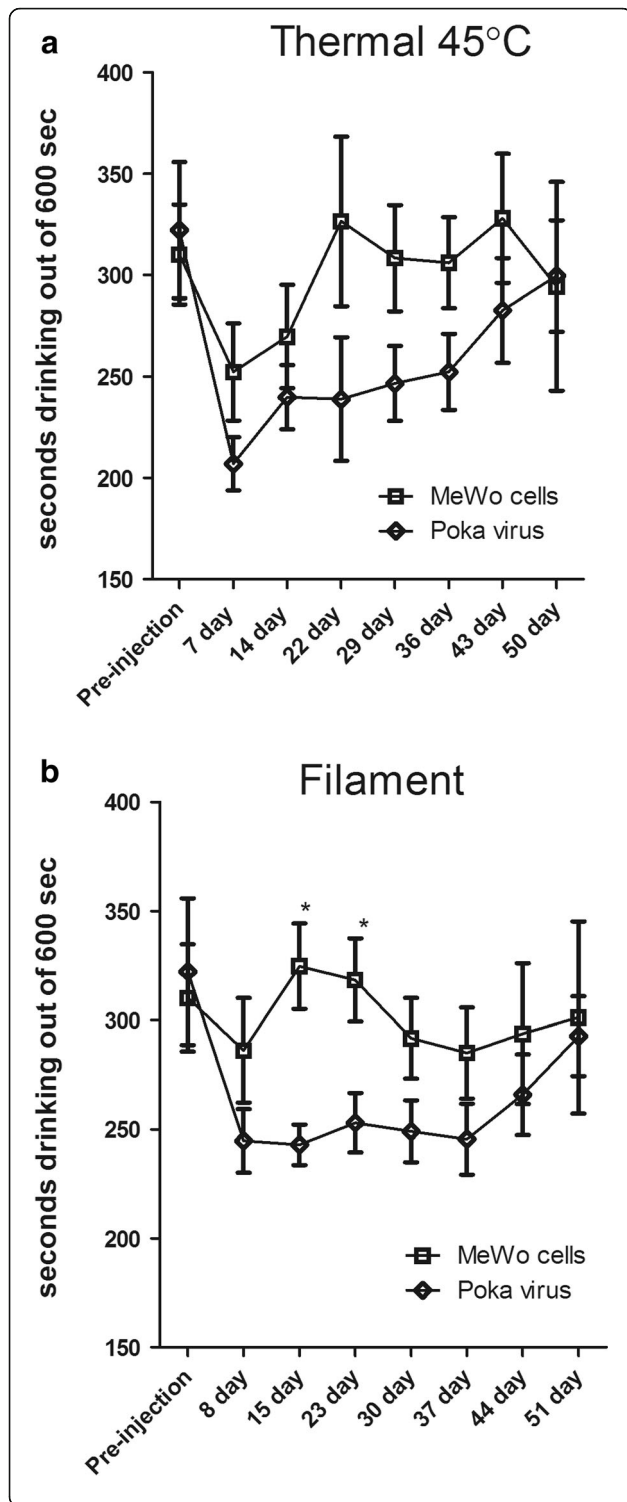 a
Thermal 45°C
seconds drinking out of 600 sec
400
350
300
250
200
150
MeWo cells
Poka virus
Pre-injection
7 day
14 day
22 day
29 day
36 day
43 day
50 day
b
Filament
seconds drinking out of 600 sec
400
350
300
250
200
150
*
*
MeWo cells
Poka virus
Pre-injection
8 day
15 day
23 day
30 day
37 day
44 day
51 day